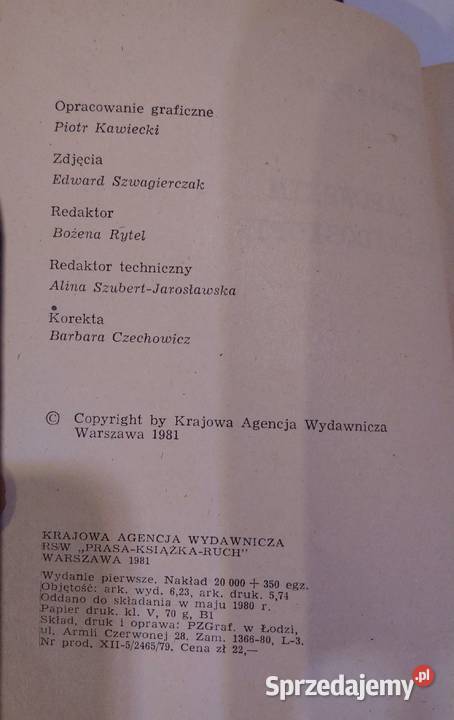 Opracowanie graficzne
Piotr Kawiecki
Zdjęcia
Edward Szwagierczak
Redaktor
Bożena Rytel
Redaktor techniczny
Alina Szubert-Jarosławska
Korekta
Barbara Czechowicz
© Copyright by Krajowa Agencja Wydawnicza
Warszawa 1981
KRAJOWA AGENCJA WYDAWNICZA
RSW „PRASA-KSIĄŻKA-RUCH"
WARSZAWA 1981
Wydanie pierwsze. Nakład 20 000 + 350 egz.
Objętość: ark. wyd. 6,23, ark. druk. 5,74
Oddano do składania w maju 1980 r.
Papier druk. kl. V, 70 g, B1
Skład, druk i oprawa: PZGraf. w Łodzi,
ul. Armii Czerwonej 28. Zam. 1366-80, L-3.
Nr prod. XII-5/2465/79. Cena zł 22,—
Sprzedajemy.pl